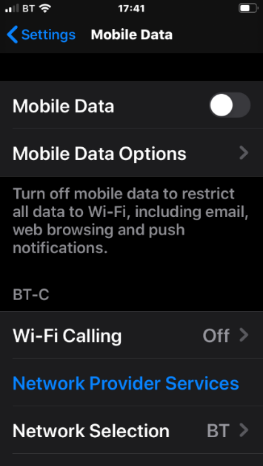 BT 17:41
Settings Mobile Data
Mobile Data
Mobile Data Options
Turn off mobile data to restrict
all data to Wi-Fi, including email,
web browsing and push
notifications.
BT-C
Wi-Fi Calling Off
Network Provider Services
Network Selection BT